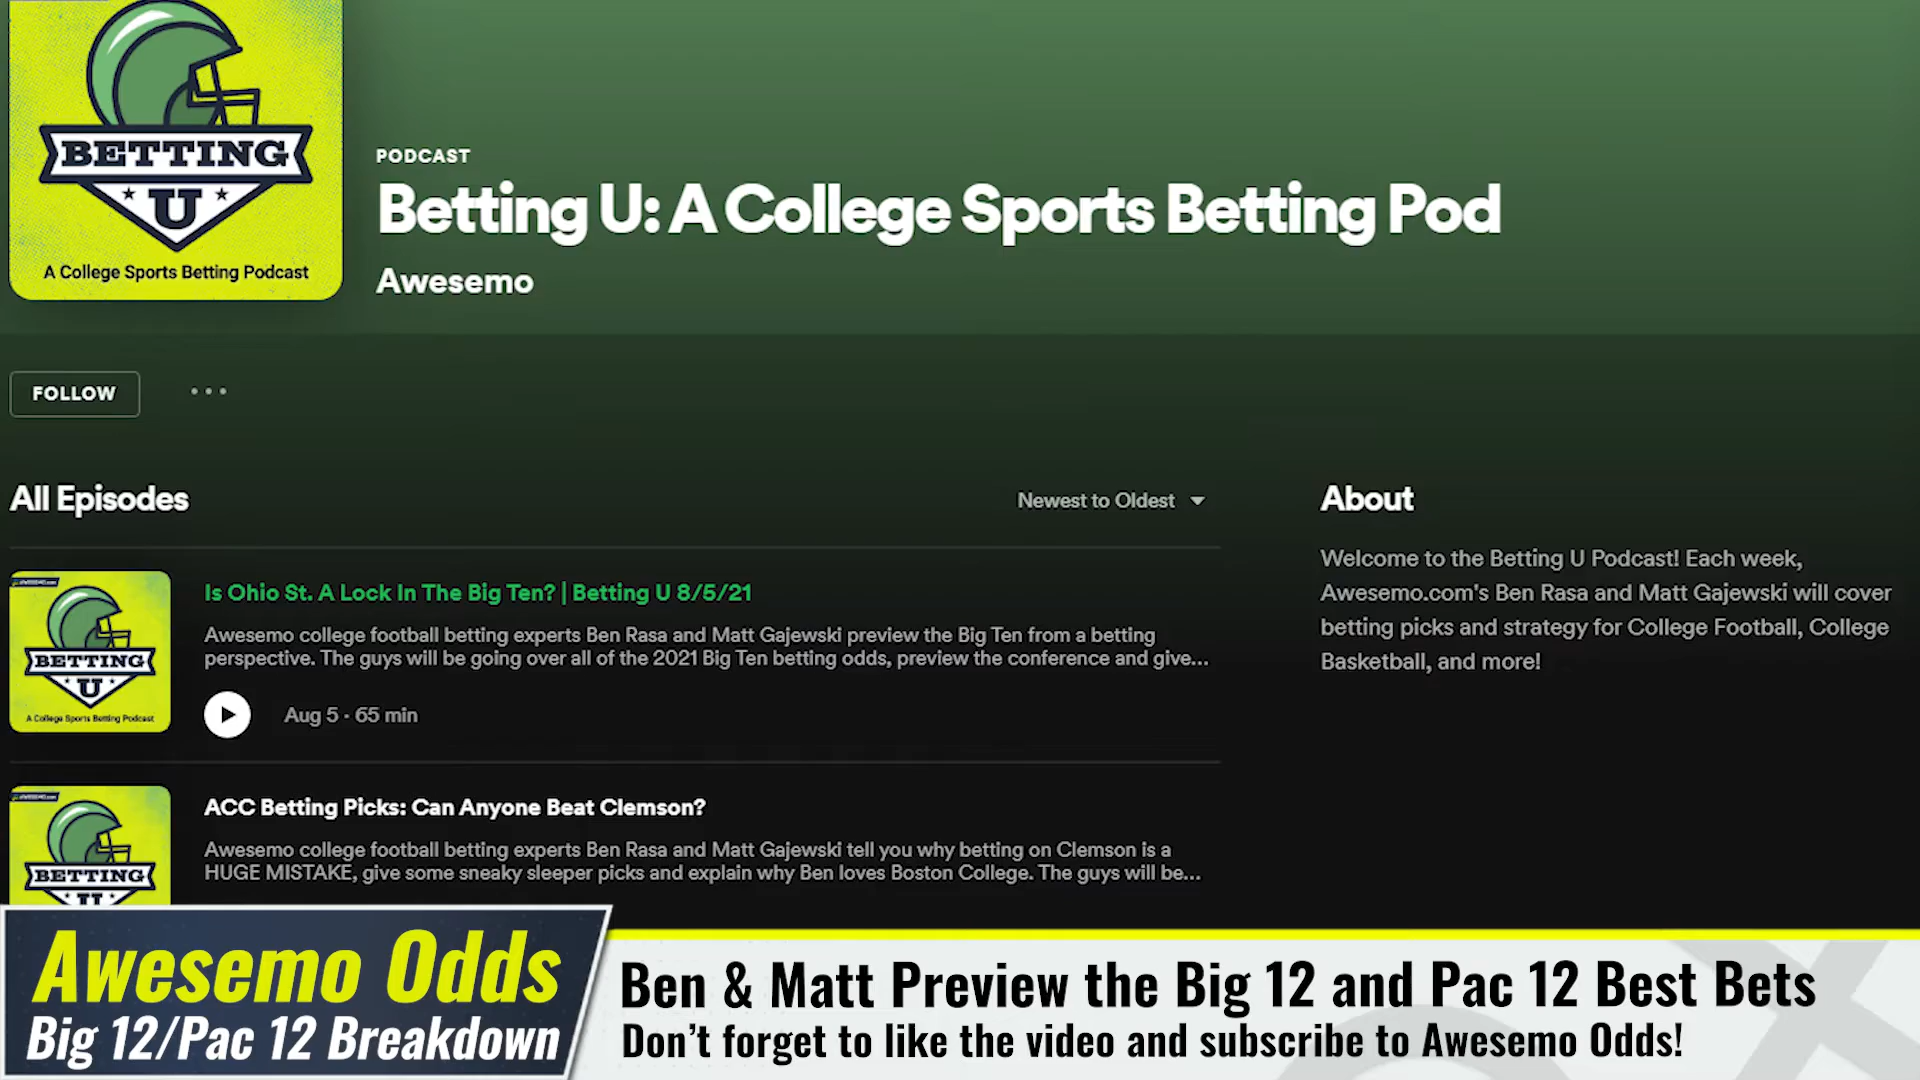 BETTING
U
A College Sports Betting Podcast
PODCAST
Betting U: A College Sports Betting Pod
Awesemo
FOLLOW
All Episodes
Newest to Oldest
About
Welcome to the Betting U Podcast! Each week,
Awesemo.com's Ben Rasa and Matt Gajewski will cover
betting picks and strategy for College Football, College
Basketball, and more!
BETTING
U
A College Sports Betting Podcast
Is Ohio St. A Lock In The Big Ten? | Betting U 8/5/21
Awesemo college football betting experts Ben Rasa and Matt Gajewski preview the Big Ten from a betting
perspective. The guys will be going over all of the 2021 Big Ten betting odds, preview the conference and give...
Aug 5 · 65 min
BETTING
ACC Betting Picks: Can Anyone Beat Clemson?
Awesemo college football betting experts Ben Rasa and Matt Gajewski tell you why betting on Clemson is a
HUGE MISTAKE, give some sneaky sleeper picks and explain why Ben loves Boston College. The guys will be...
Awesemo Odds
Big 12/Pac 12 Breakdown
Ben & Matt Preview the Big 12 and Pac 12 Best Bets
Don't forget to like the video and subscribe to Awesemo Odds!